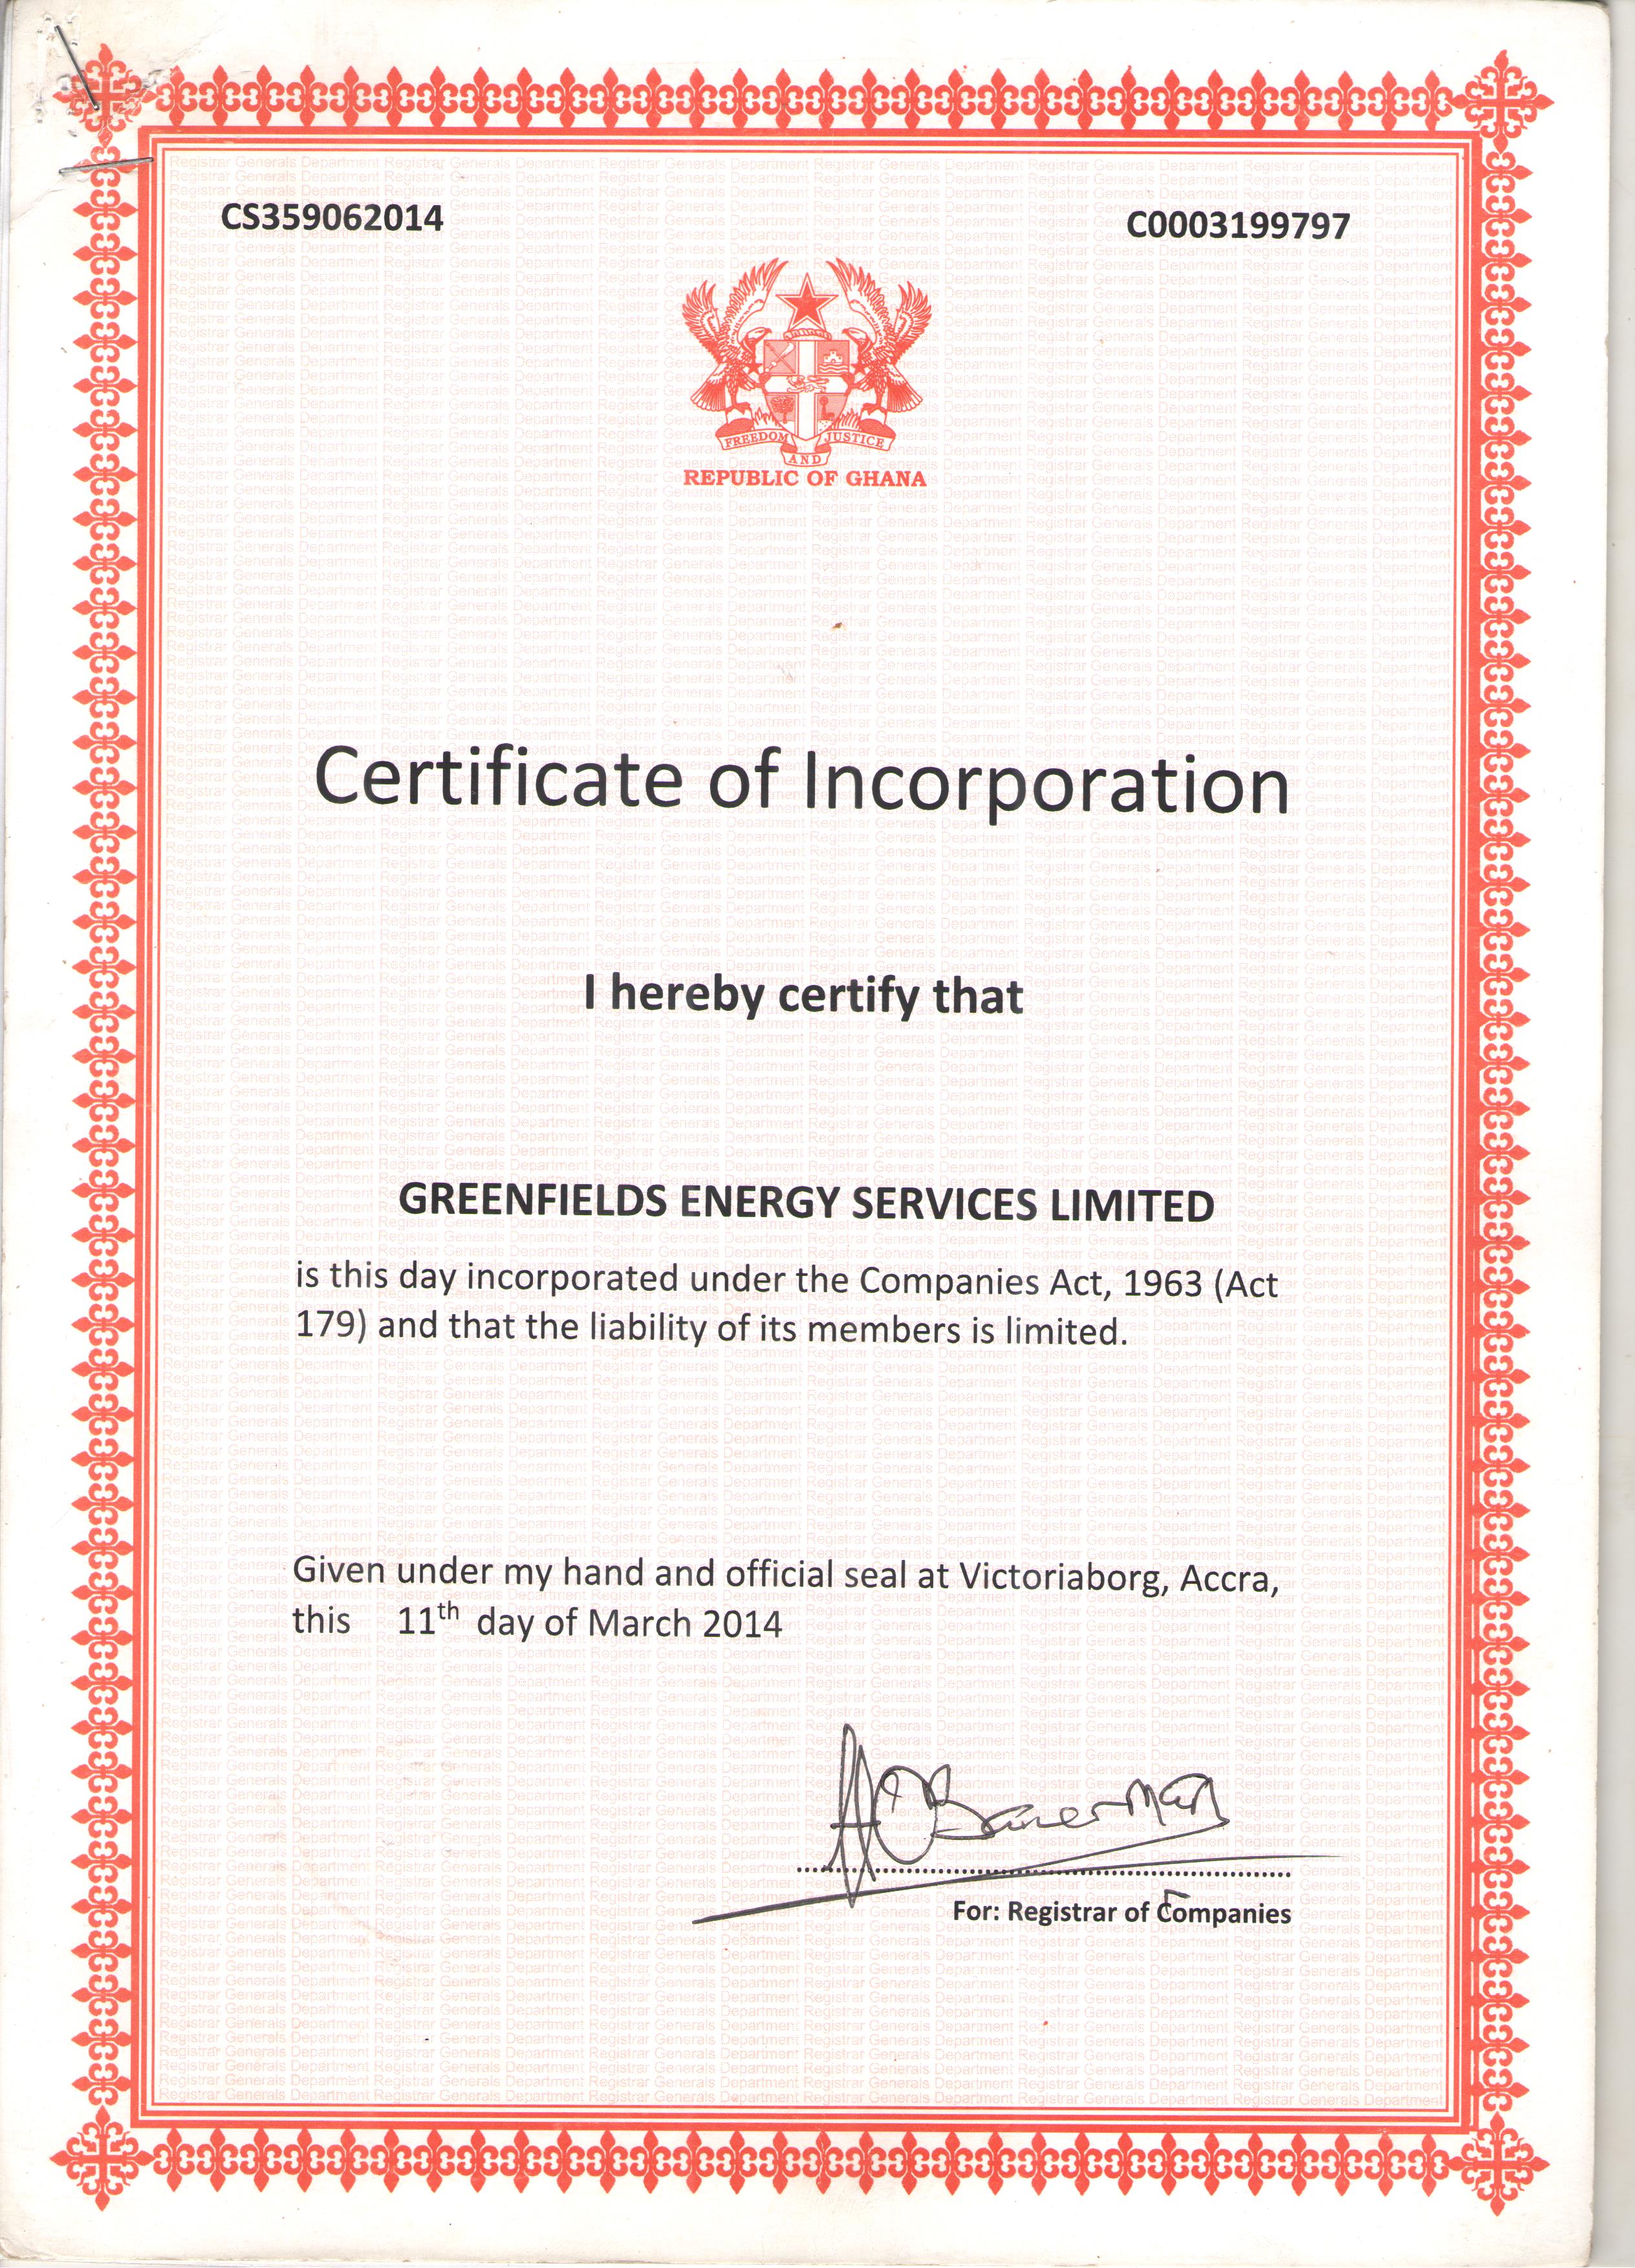 CS359062014
C0003199797
FREEDOM AND JUSTICE
REPUBLIC OF GHANA
Certificate of Incorporation
I hereby certify that
GREENFIELDS ENERGY SERVICES LIMITED
is this day incorporated under the Companies Act, 1963 (Act
179) and that the liability of its members is limited.
Given under my hand and official seal at Victoriaborg, Accra,
this 11th day of March 2014
For: Registrar of Companies